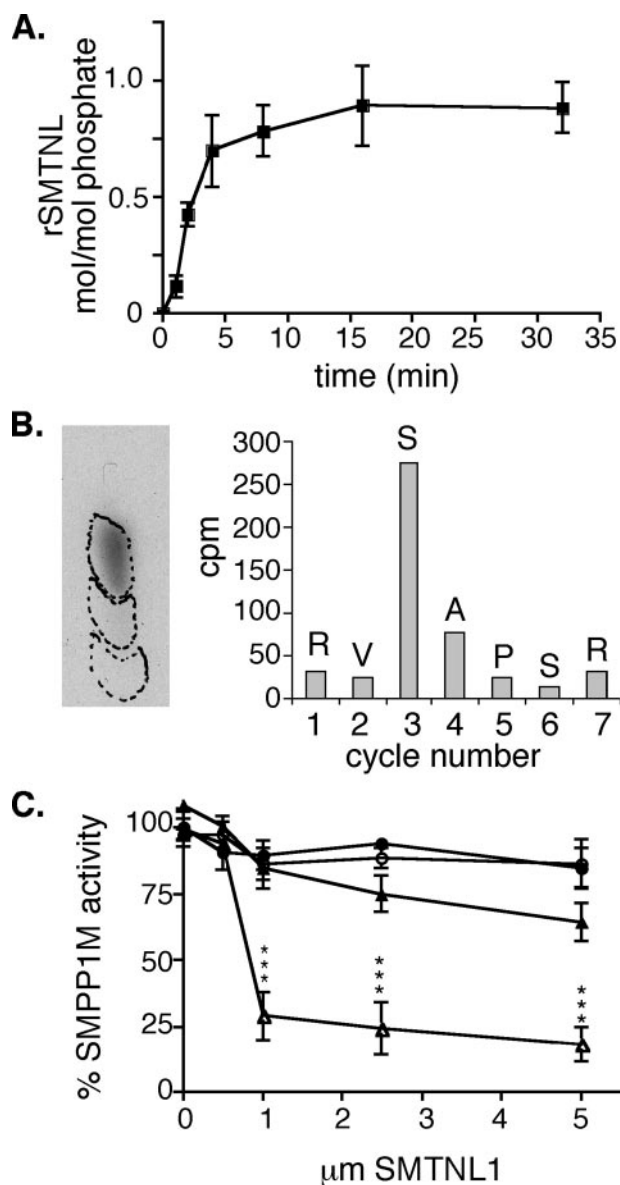 A.
rSMTNL
mol/mol phosphate
1.0
0.5
0
0 5 10 15 20 25 30 35
time (min)
B.
cpm
300
250
200
150
100
50
0
R V S A P S R
1 2 3 4 5 6 7
cycle number
C.
% SMPP1M activity
100
75
50
25
0
*** *** ***
0 1 2 3 4 5
μm SMTNL1